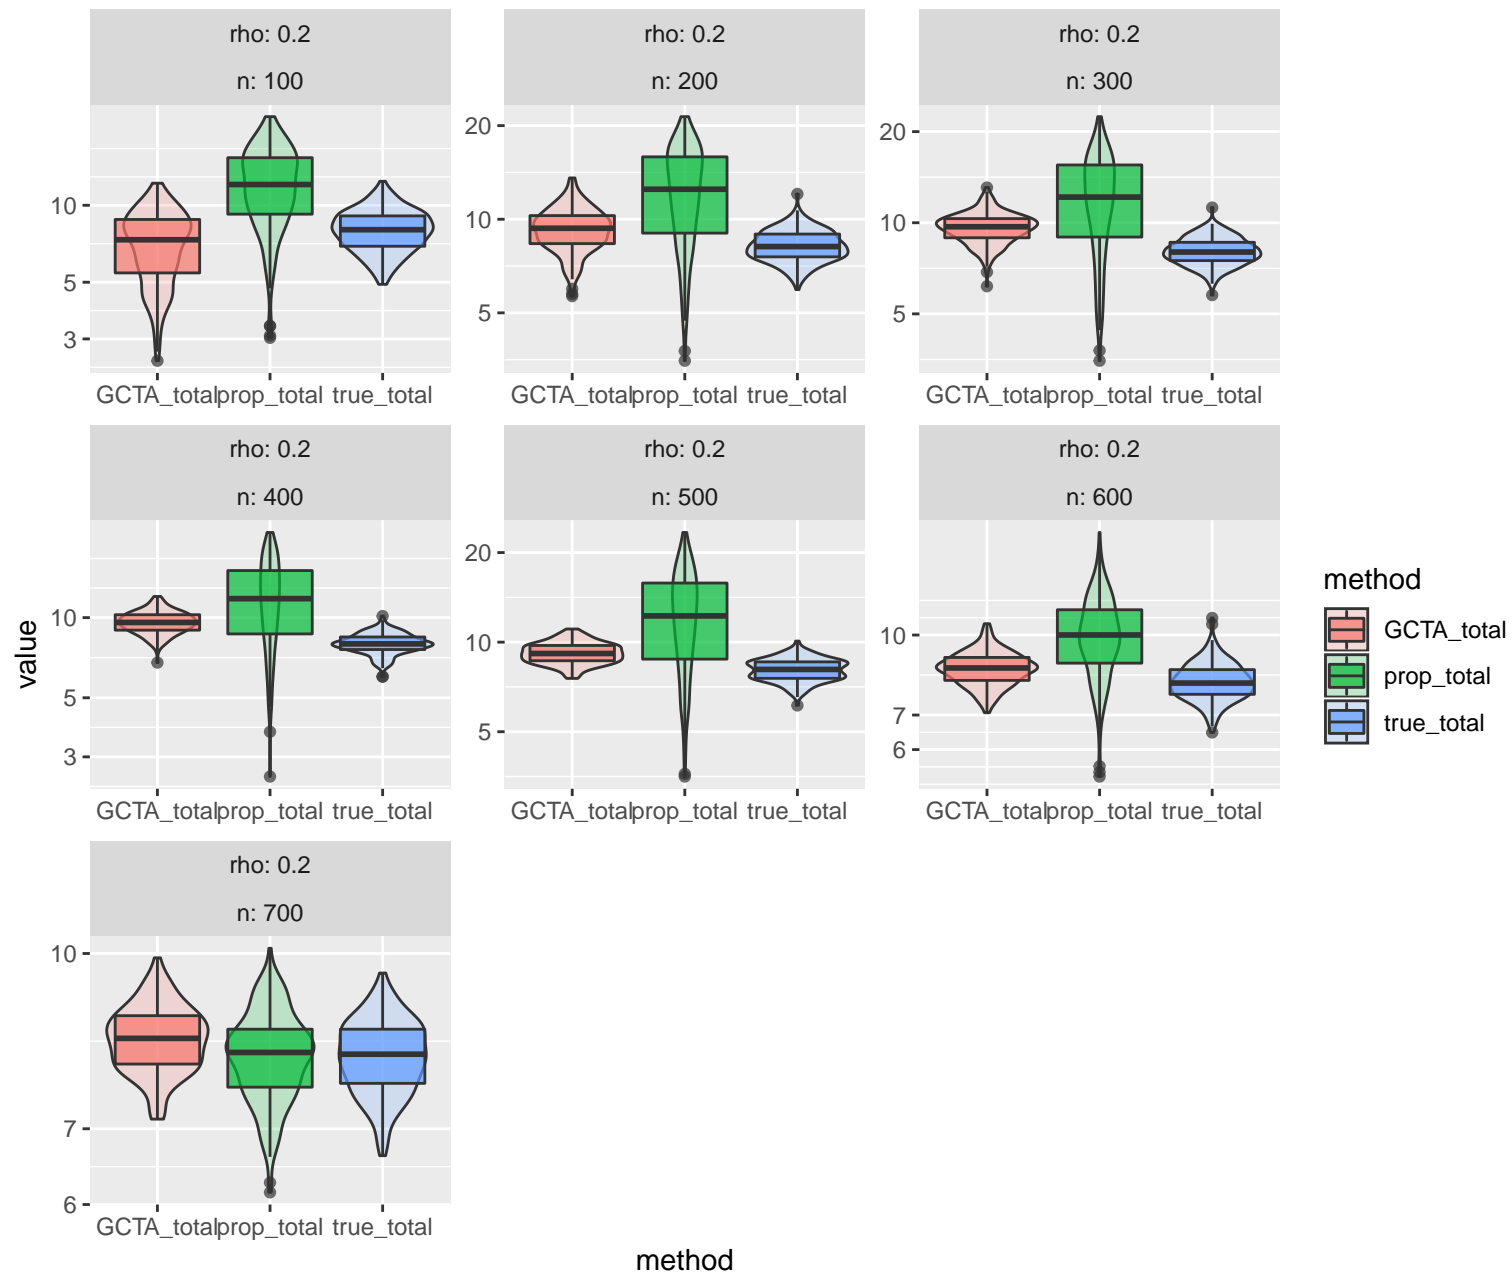 rho: 0.2
rho: 0.2
rho: 0.2
n: 100
n: 200
n: 300
10
5
3
20
10
5
20
10
5
GCTA_total prop_total true_total
GCTA_total prop_total true_total
GCTA_total prop_total true_total
rho: 0.2
rho: 0.2
rho: 0.2
n: 400
n: 500
n: 600
10
5
3
20
10
5
10
7
6
GCTA_total prop_total true_total
GCTA_total prop_total true_total
GCTA_total prop_total true_total
rho: 0.2
n: 700
10
7
6
GCTA_total prop_total true_total
value
method
method
GCTA_total
prop_total
true_total